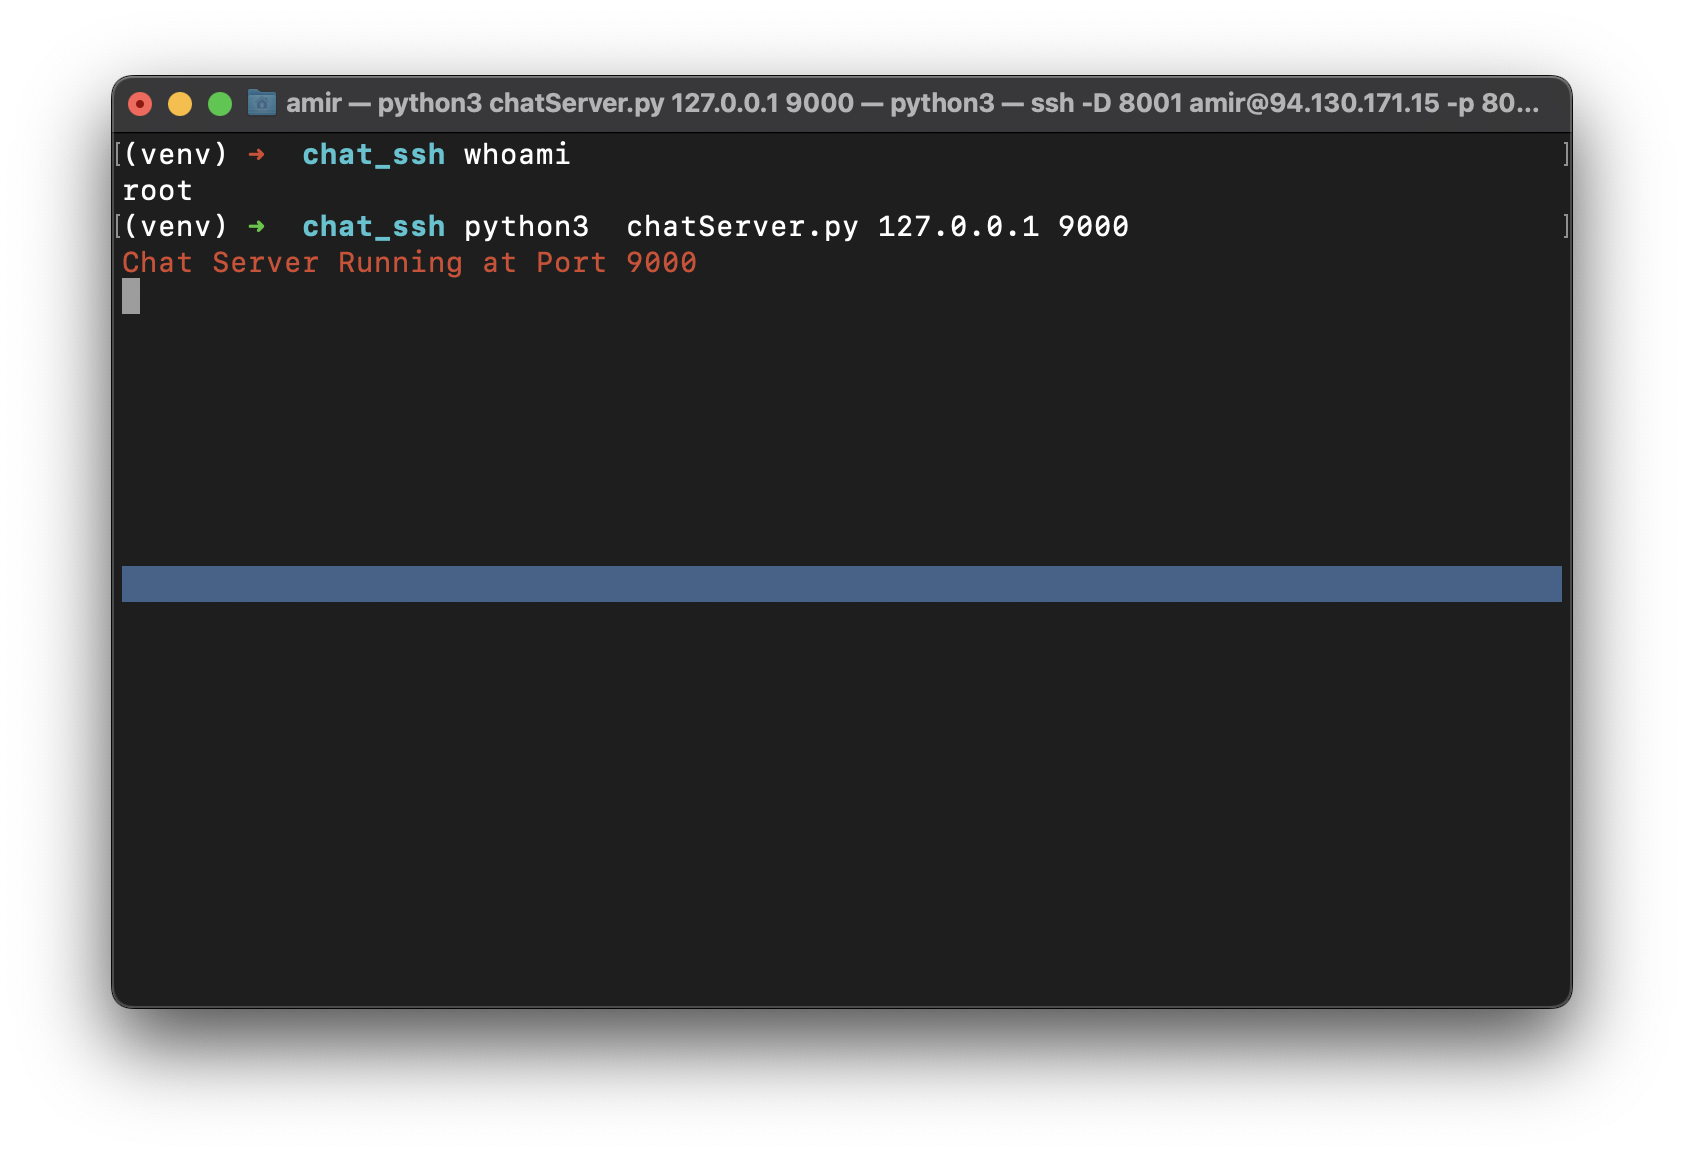 amir — python3 chatServer.py 127.0.0.1 9000 — python3 — ssh -D 8001 amir@94.130.171.15 -p 80...
[(venv) ➜  chat_ssh whoami ]
root
[(venv) ➜  chat_ssh python3  chatServer.py 127.0.0.1 9000 ]
Chat Server Running at Port 9000